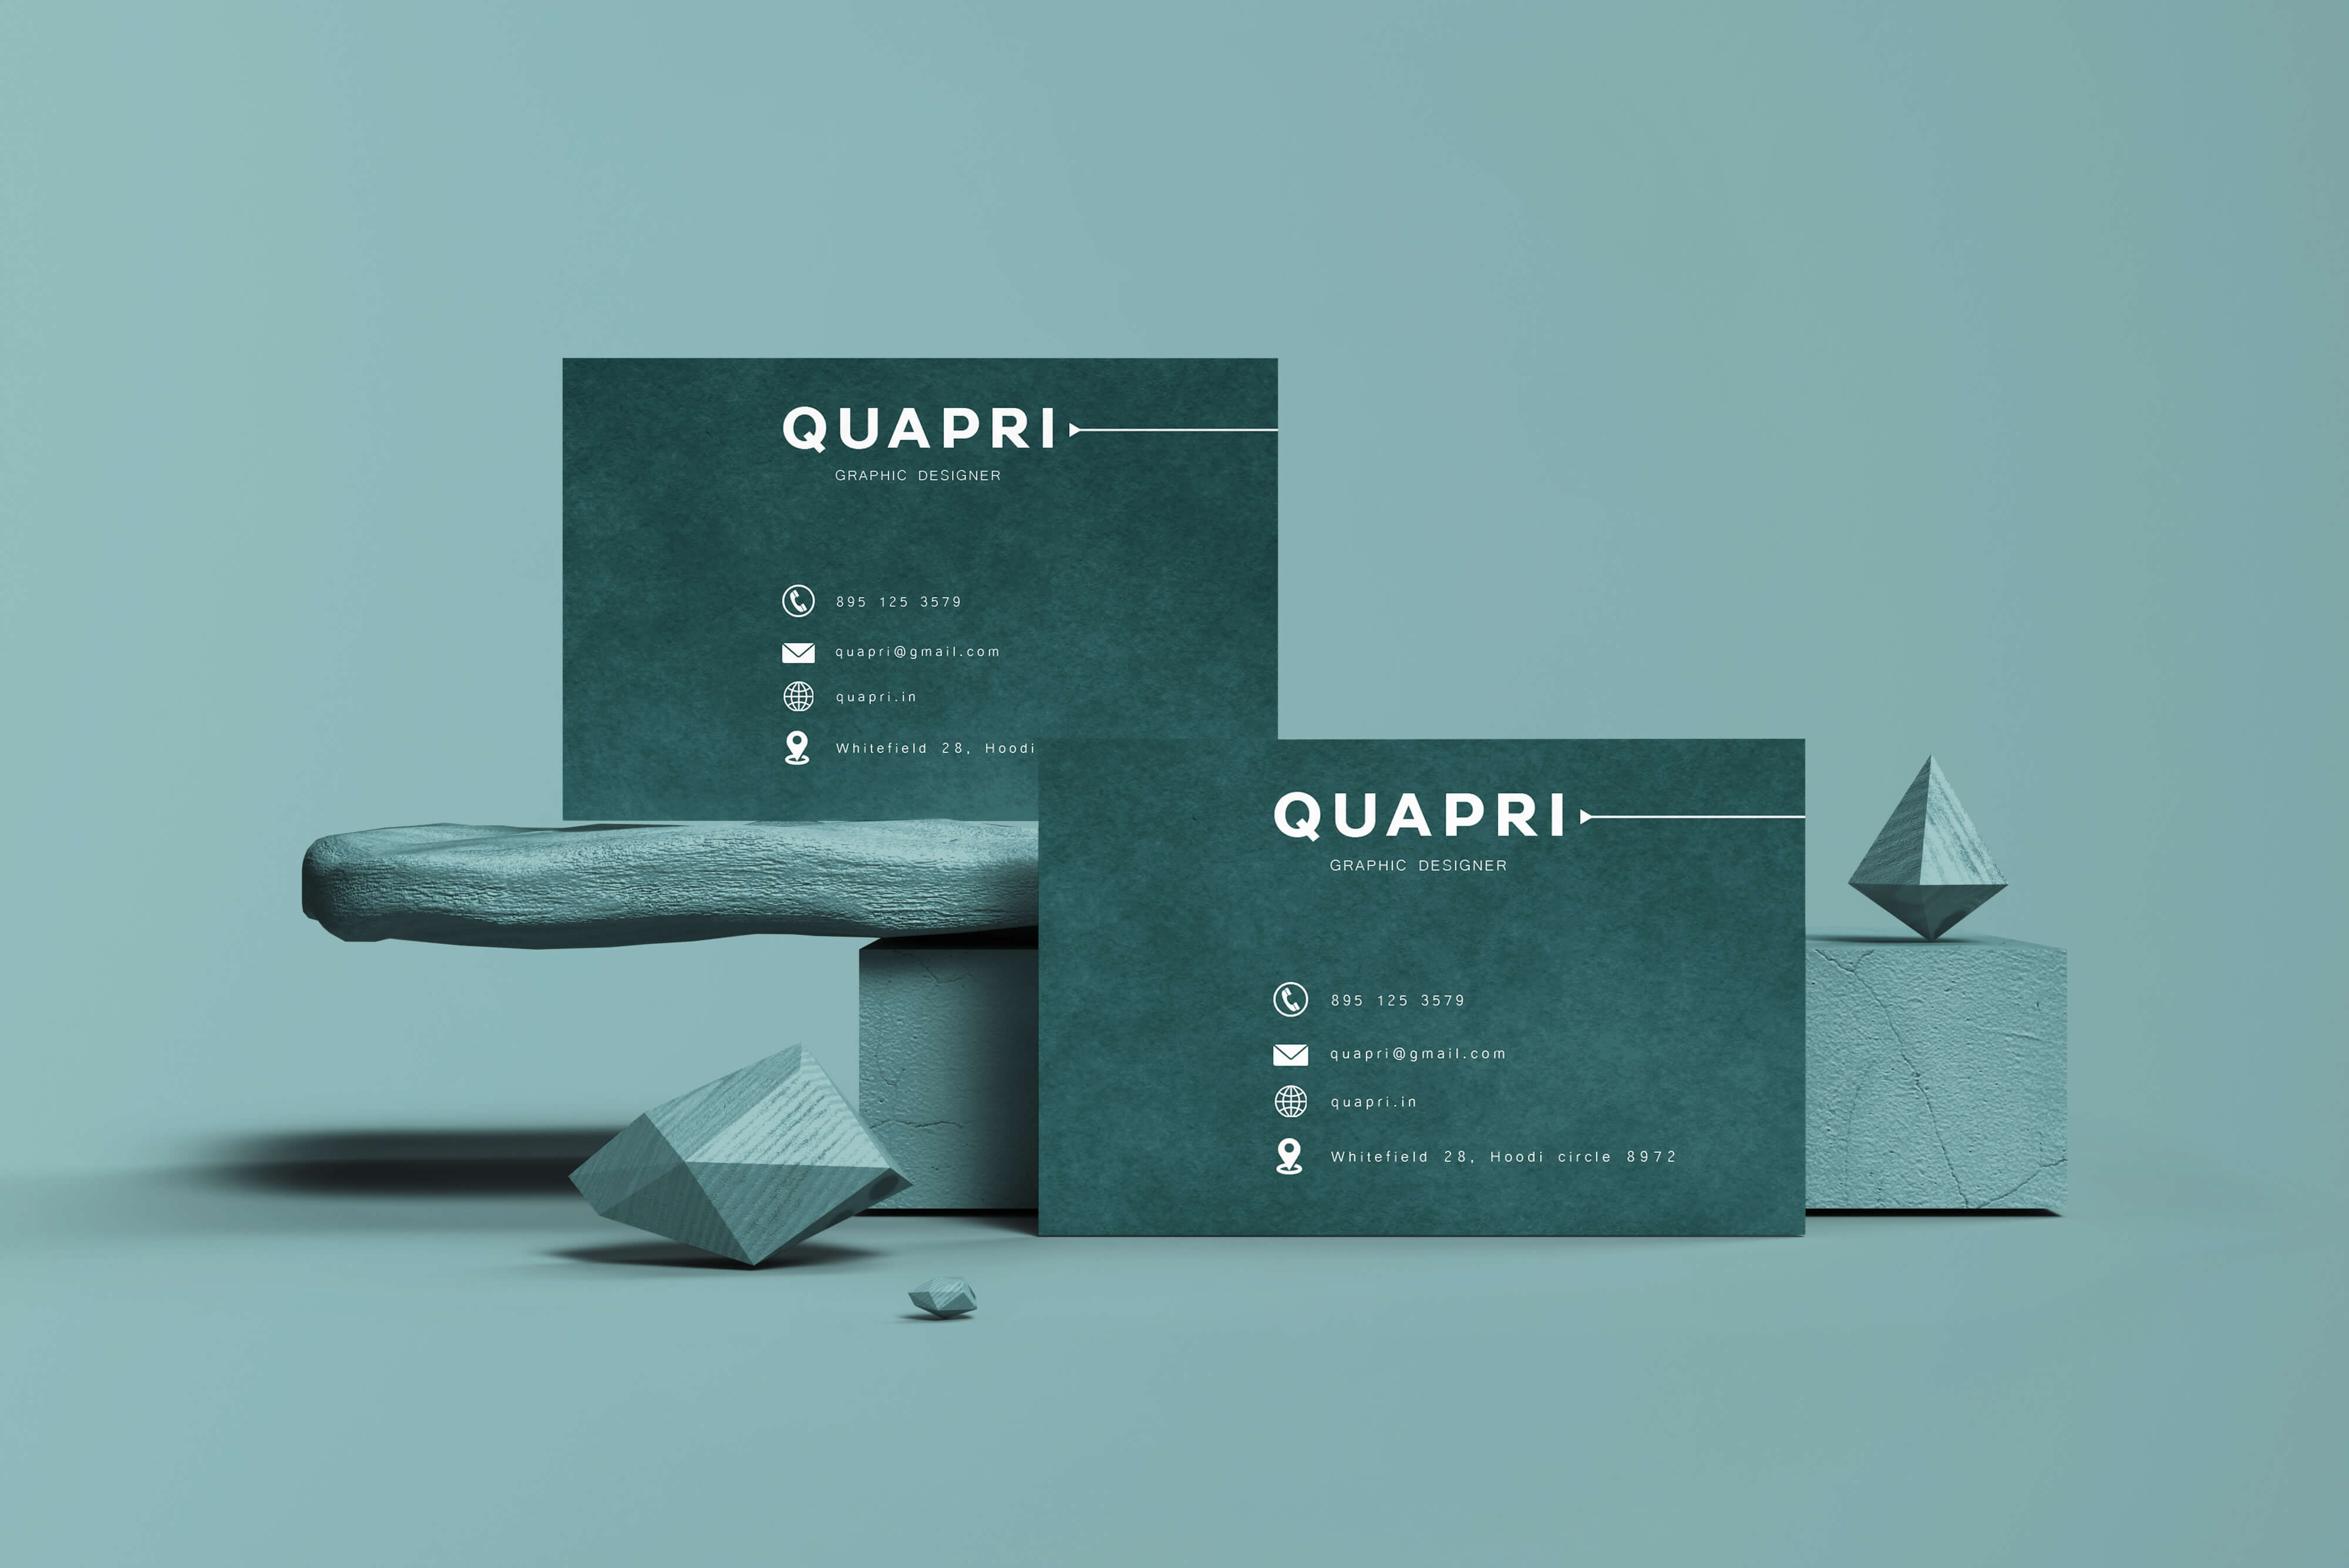 QUAPRI
GRAPHIC DESIGNER
895 125 3579
quapri@gmail.com
quapri.in
Whitefield 28, Hoodi
QUAPRI
GRAPHIC DESIGNER
895 125 3579
quapri@gmail.com
quapri.in
Whitefield 28, Hoodi circle 8972